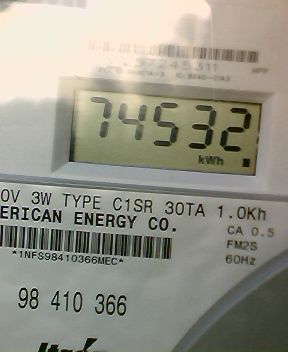 74532
kWh
0V 3W TYPE C1SR 30TA 1.0Kh
ERICAN ENERGY CO.
CA 0.5
FM2S
*1NFS98410366MEC*
60Hz
98 410 366
Itrón